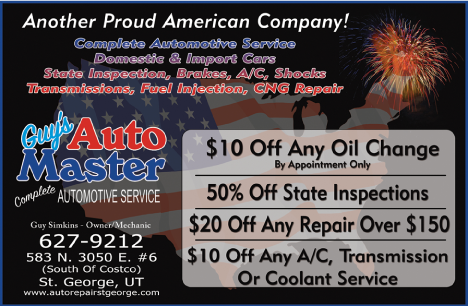 Another Proud American Company!
Complete Automotive Service
Domestic & Import Cars
State Inspection, Brakes, A/C, Shocks
Transmissions, Fuel Injection, CNG Repair
Guy's Auto
Master
Complete AUTOMOTIVE SERVICE
Guy Simkins - Owner/Mechanic
627-9212
583 N. 3050 E. #6
(South Of Costco)
St. George, UT
www.autorepairstgeorge.com
$10 Off Any Oil Change
By Appointment Only
50% Off State Inspections
$20 Off Any Repair Over $150
$10 Off Any A/C, Transmission
Or Coolant Service